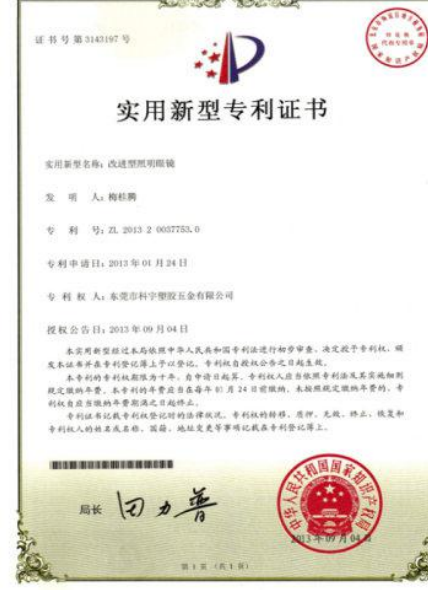 证书号第3143197号
实用新型专利证书
实用新型名称：改进型照明眼镜
发 明 人：梅桂腾
专 利 号：ZL 2013 2 0037753.0
专利申请日：2013年01月24日
专 利 权 人：东莞市科宇塑胶五金有限公司
授权公告日：2013年09月04日
本实用新型经过本局依照中华人民共和国专利法进行初步审查，决定授予专利权，颁
发本证书并在专利登记簿上予以登记。专利权自授权公告之日起生效。
本专利的专利权期限为十年，自申请日起算。专利权人应当依照专利法及其实施细则
规定缴纳年费。本专利的年费应当在每年01月24日前缴纳。未按照规定缴纳年费的，专
利权自应当缴纳年费期满之日起终止。
专利证书记载专利权登记时的法律状况。专利权的转移、质押、无效、终止、恢复和
专利权人的姓名或名称、国籍、地址变更等事项记载在专利登记簿上。
局长 田力普
中华人民共和国国家知识产权局
2013年09月04日
第1页（共1页）